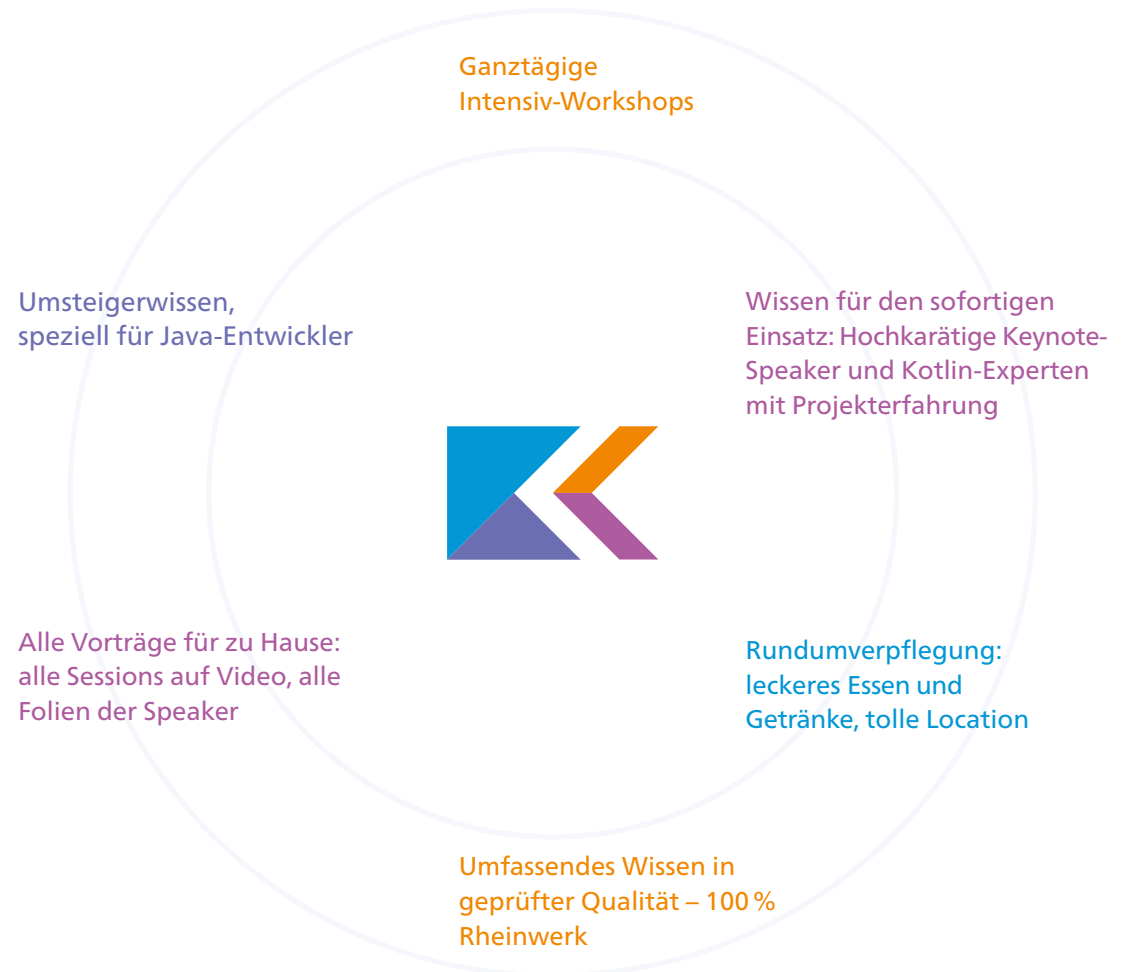 Ganztägige
Intensiv-Workshops
Umsteigerwissen,
speziell für Java-Entwickler
Wissen für den sofortigen
Einsatz: Hochkarätige Keynote-
Speaker und Kotlin-Experten
mit Projekterfahrung
Alle Vorträge für zu Hause:
alle Sessions auf Video, alle
Folien der Speaker
Rundumverpflegung:
leckeres Essen und
Getränke, tolle Location
Umfassendes Wissen in
geprüfter Qualität – 100 %
Rheinwerk